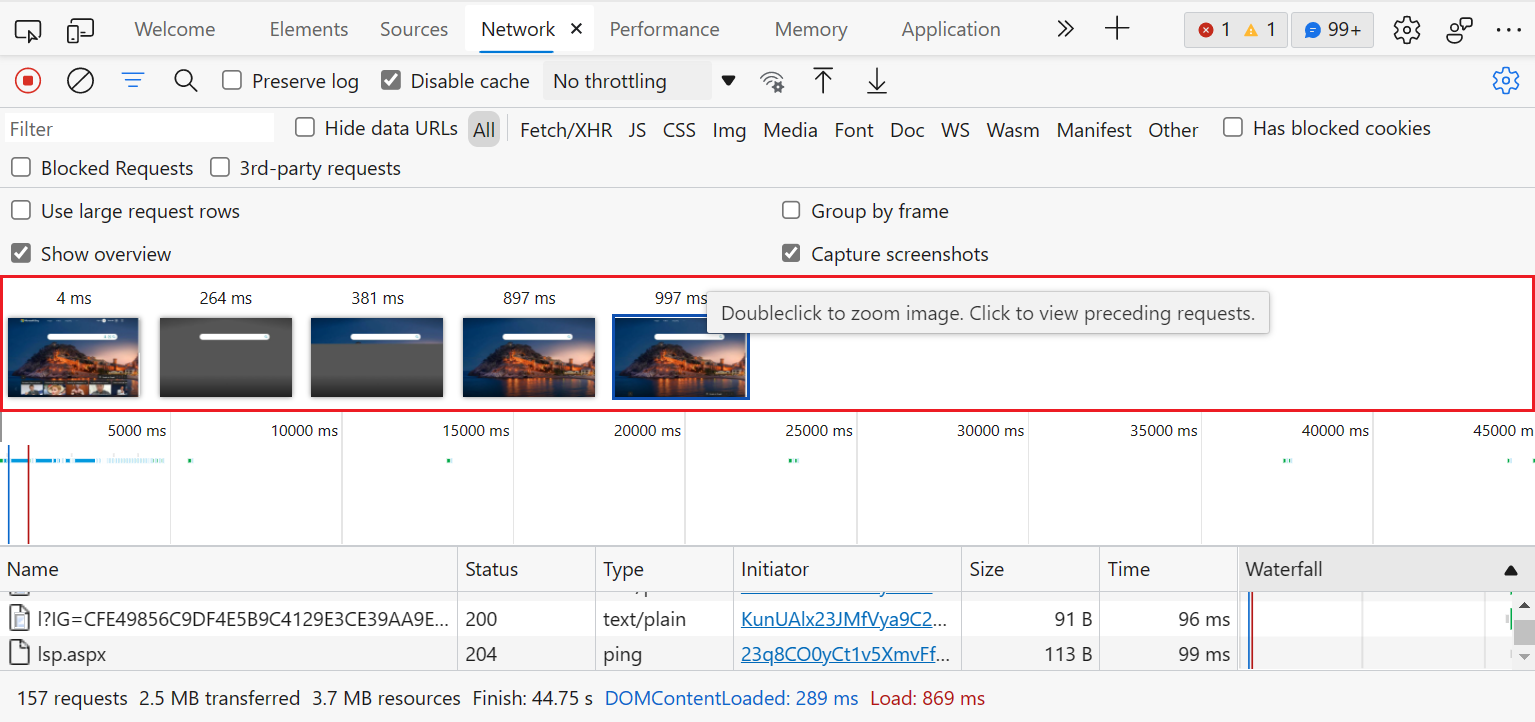 Welcome Elements Sources Network Performance Memory Application 1 1 99+
Preserve log Disable cache No throttling
Filter Hide data URLs All Fetch/XHR JS CSS Img Media Font Doc WS Wasm Manifest Other Has blocked cookies
Blocked Requests 3rd-party requests
Use large request rows Group by frame
Show overview Capture screenshots
4 ms 264 ms 381 ms 897 ms 997 ms
Doubleclick to zoom image. Click to view preceding requests.
5000 ms 10000 ms 15000 ms 20000 ms 25000 ms 30000 ms 35000 ms 40000 ms 45000 m
Name Status Type Initiator Size Time Waterfall
l?IG=CFE49856C9DF4E5B9C4129E3CE39AA9E... 200 text/plain KunUAlx23JMfVya9C2... 91 B 96 ms
lsp.aspx 204 ping 23q8CO0yCt1v5XmvFf... 113 B 99 ms
157 requests 2.5 MB transferred 3.7 MB resources Finish: 44.75 s DOMContentLoaded: 289 ms Load: 869 ms